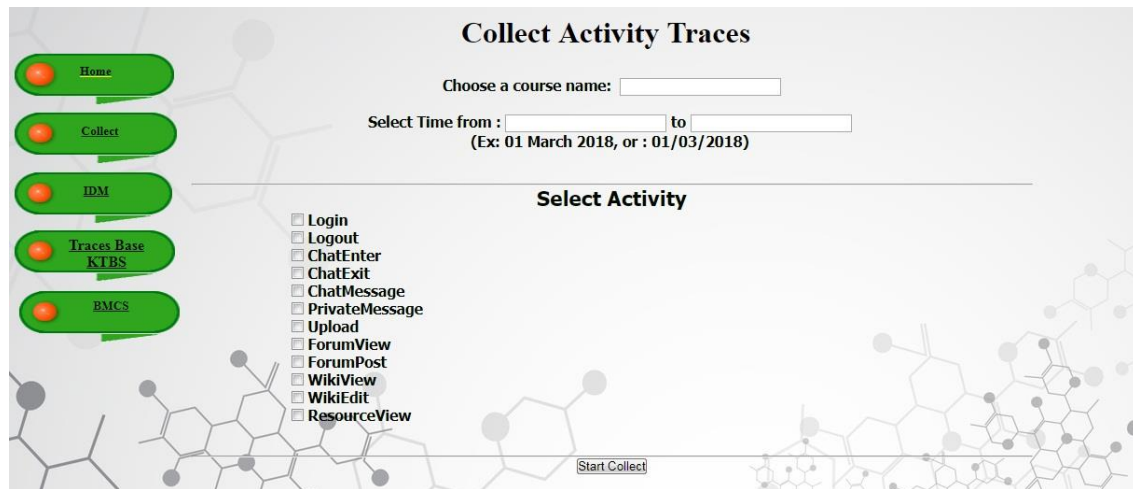 Collect Activity Traces
Home
Collect
IDM
Traces Base
KTBS
BMCS
Choose a course name:
Select Time from : to
(Ex: 01 March 2018, or : 01/03/2018)
Select Activity
Login
Logout
ChatEnter
ChatExit
ChatMessage
PrivateMessage
Upload
ForumView
ForumPost
WikiView
WikiEdit
ResourceView
Start Collect